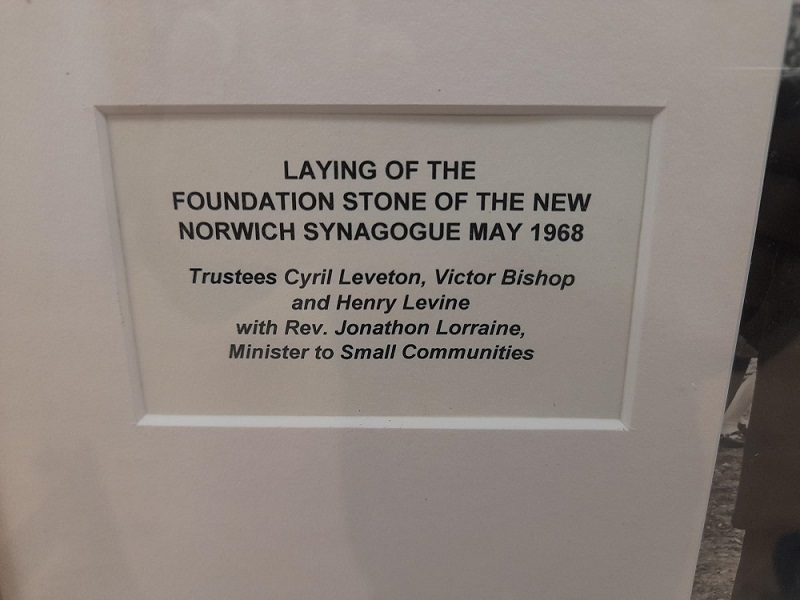 LAYING OF THE
FOUNDATION STONE OF THE NEW
NORWICH SYNAGOGUE MAY 1968
Trustees Cyril Leveton, Victor Bishop
and Henry Levine
with Rev. Jonathon Lorraine,
Minister to Small Communities